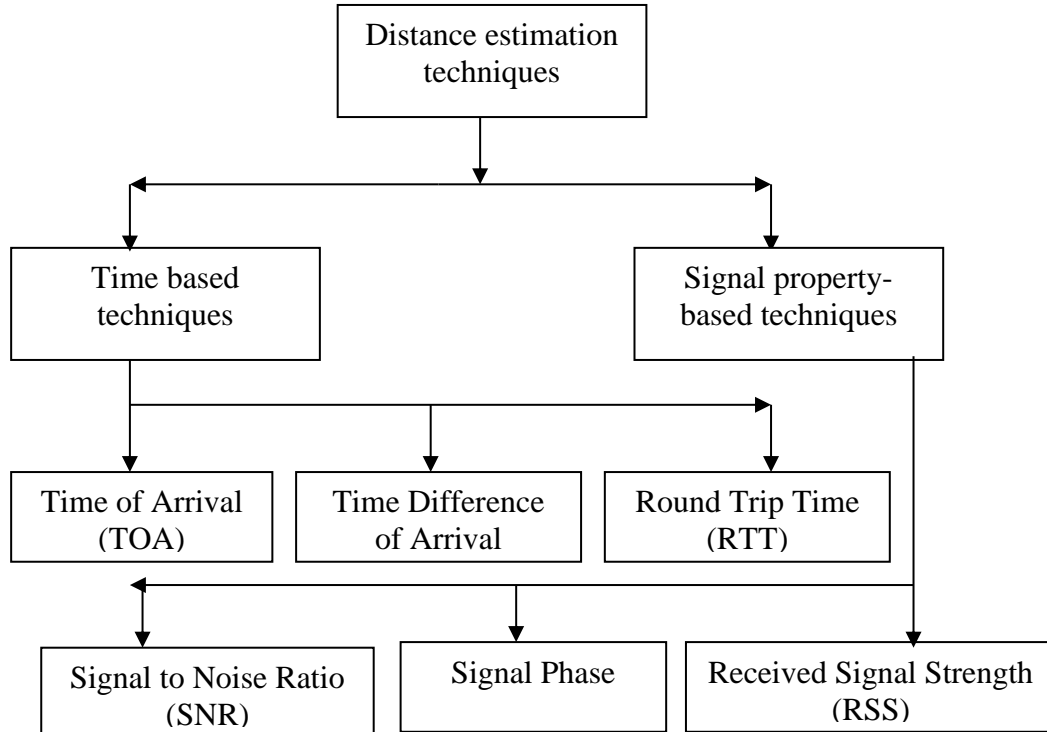 Distance estimation
techniques
Time based
techniques
Signal property-
based techniques
Time of Arrival
(TOA)
Time Difference
of Arrival
Round Trip Time
(RTT)
Signal to Noise Ratio
(SNR)
Signal Phase
Received Signal Strength
(RSS)